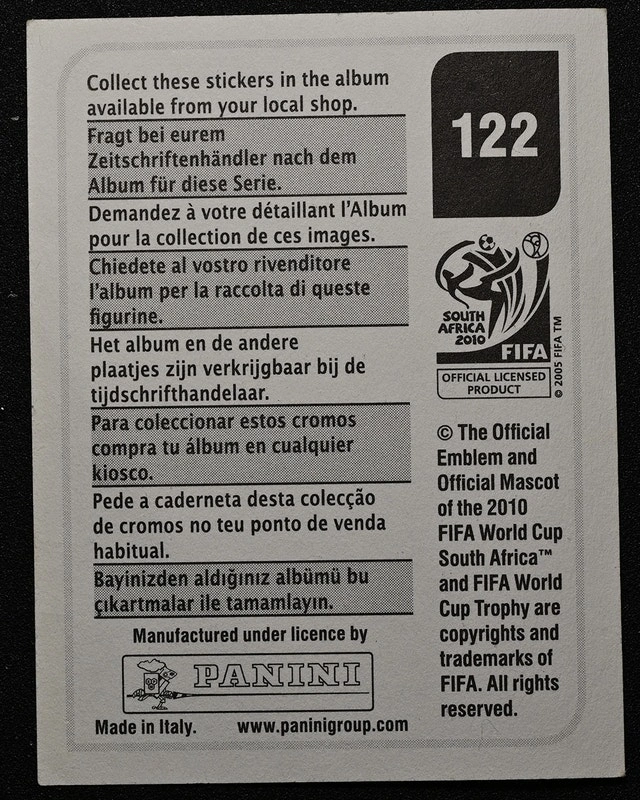 Collect these stickers in the album
available from your local shop.
Fragt bei eurem
Zeitschriftenhändler nach dem
Album für diese Serie.
Demandez à votre détaillant l'Album
pour la collection de ces images.
Chiedete al vostro rivenditore
l'album per la raccolta di queste
figurine.
Het album en de andere
plaatjes zijn verkrijgbaar bij de
tijdschrifthandelaar.
Para coleccionar estos cromos
compra tu álbum en cualquier
kiosco.
Pede a caderneta desta colecção
de cromos no teu ponto de venda
habitual.
Bayinizden aldığınız albümü bu
çıkartmalar ile tamamlayın.
Manufactured under licence by
PANINI
Made in Italy. www.paninigroup.com
122
SOUTH
AFRICA
2010
FIFA
OFFICIAL LICENSED
PRODUCT
© 2005 FIFA TM
© The Official
Emblem and
Official Mascot
of the 2010
FIFA World Cup
South Africa™
and FIFA World
Cup Trophy are
copyrights and
trademarks of
FIFA. All rights
reserved.